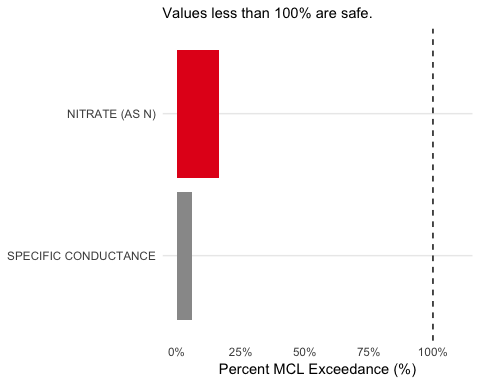 Values less than 100% are safe.
NITRATE (AS N)
SPECIFIC CONDUCTANCE
0% 25% 50% 75% 100%
Percent MCL Exceedance (%)